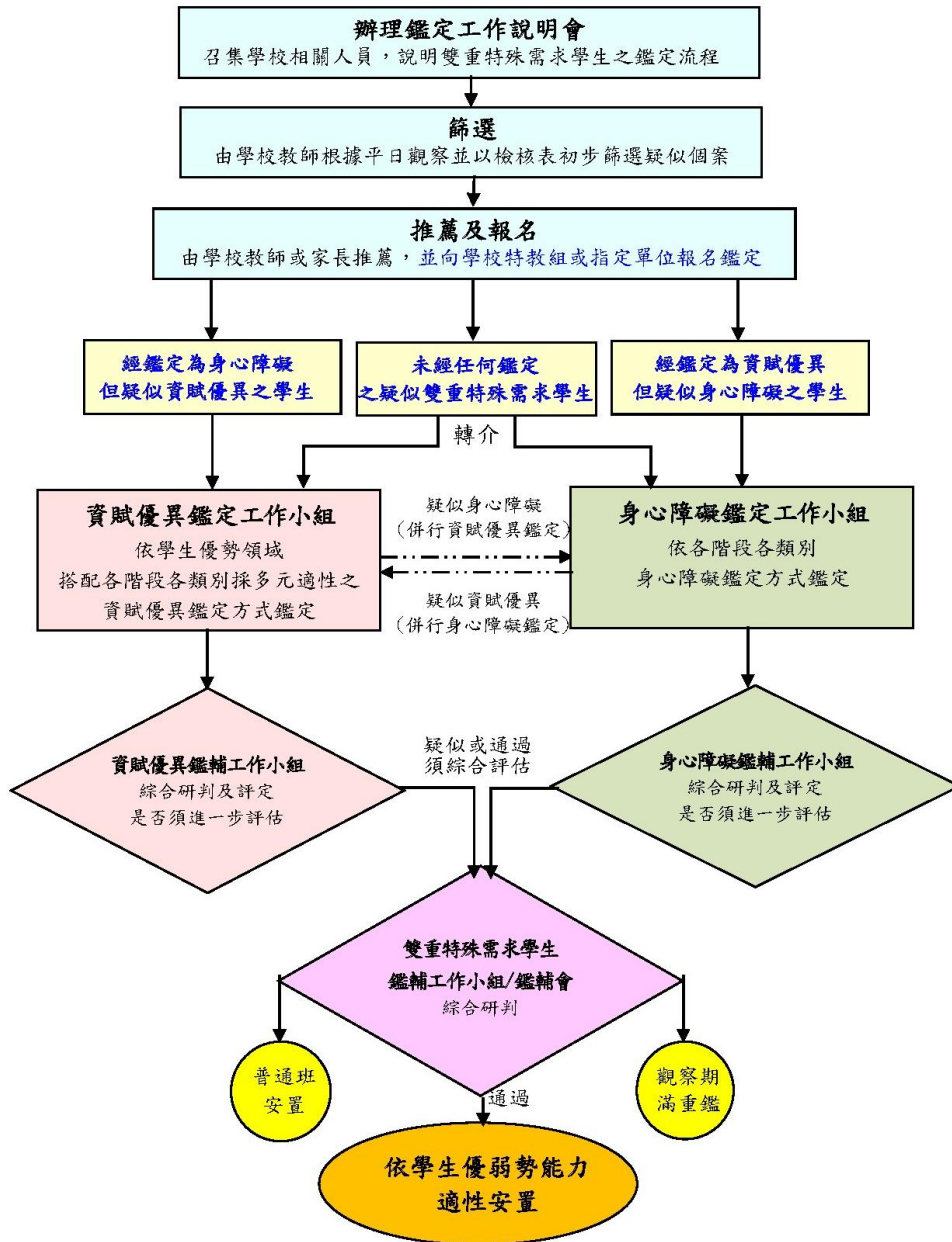 辦理鑑定工作說明會
召集學校相關人員，說明雙重特殊需求學生之鑑定流程
篩選
由學校教師根據平日觀察並以檢核表初步篩選疑似個案
推薦及報名
由學校教師或家長推薦，並向學校特教組或指定單位報名鑑定
經鑑定為身心障礙
但疑似資賦優異之學生
未經任何鑑定
之疑似雙重特殊需求學生
經鑑定為資賦優異
但疑似身心障礙之學生
轉介
資賦優異鑑定工作小組
依學生優勢領域
搭配各階段各類別採多元適性之
資賦優異鑑定方式鑑定
疑似身心障礙
(併行資賦優異鑑定)
疑似資賦優異
(併行身心障礙鑑定)
身心障礙鑑定工作小組
依各階段各類別
身心障礙鑑定方式鑑定
資賦優異鑑輔工作小組
綜合研判及評定
是否須進一步評估
疑似或通過
須綜合評估
身心障礙鑑輔工作小組
綜合研判及評定
是否須進一步評估
雙重特殊需求學生
鑑輔工作小組/鑑輔會
綜合研判
普通班
安置
觀察期
滿重鑑
通過
依學生優弱勢能力
適性安置